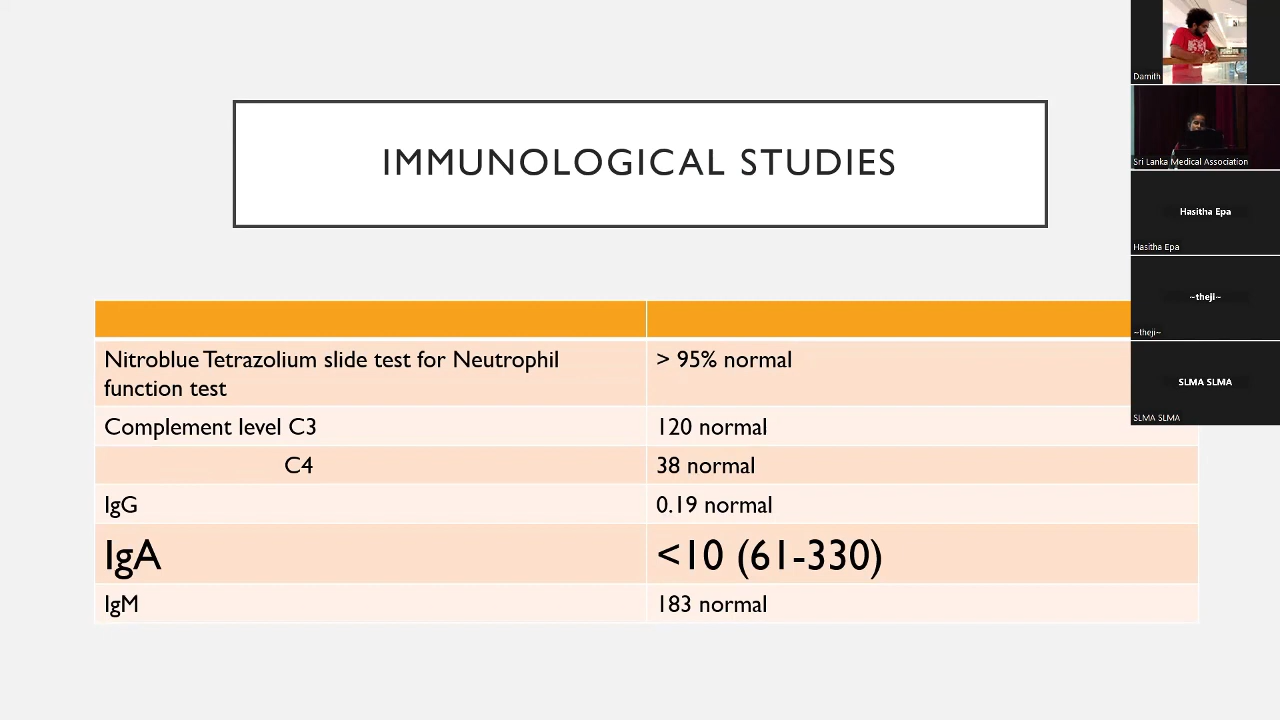 IMMUNOLOGICAL STUDIES
Nitroblue Tetrazolium slide test for Neutrophil
function test
> 95% normal
Complement level C3
120 normal
C4
38 normal
IgG
0.19 normal
IgA
<10 (61-330)
IgM
183 normal
Damith
Sri Lanka Medical Association
Hasitha Epa
Hasitha Epa
~theji~
~theji~
SLMA SLMA
SLMA SLMA